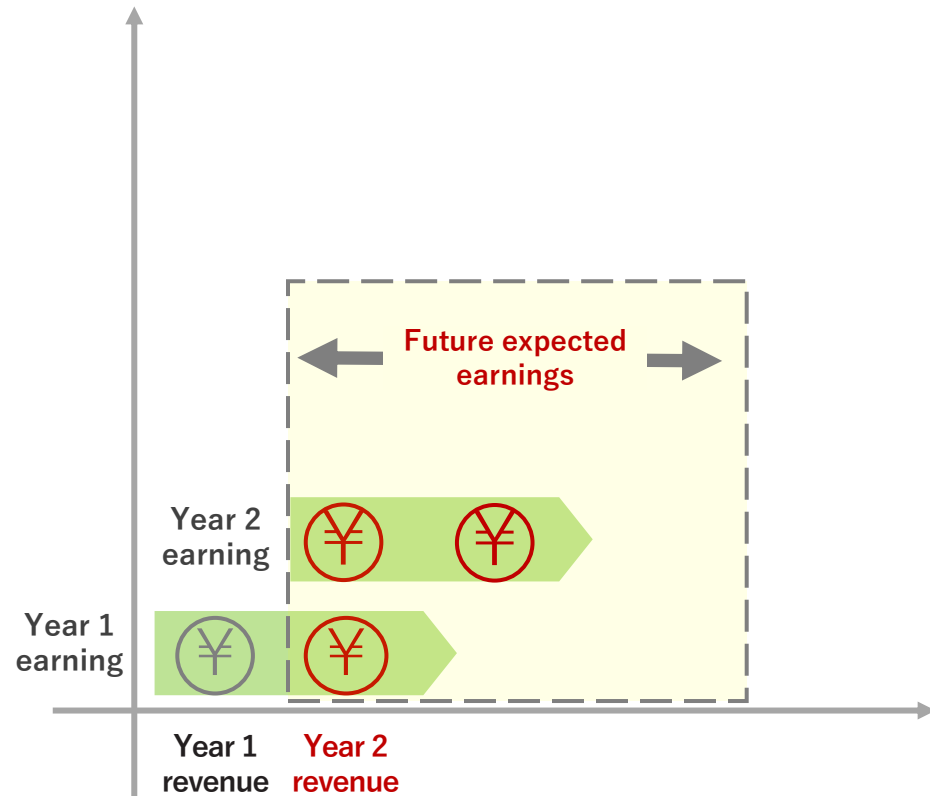 Future expected
earnings
Year 2
earning
¥
¥
Year 1
earning
¥
¥
Year 1
revenue
Year 2
revenue